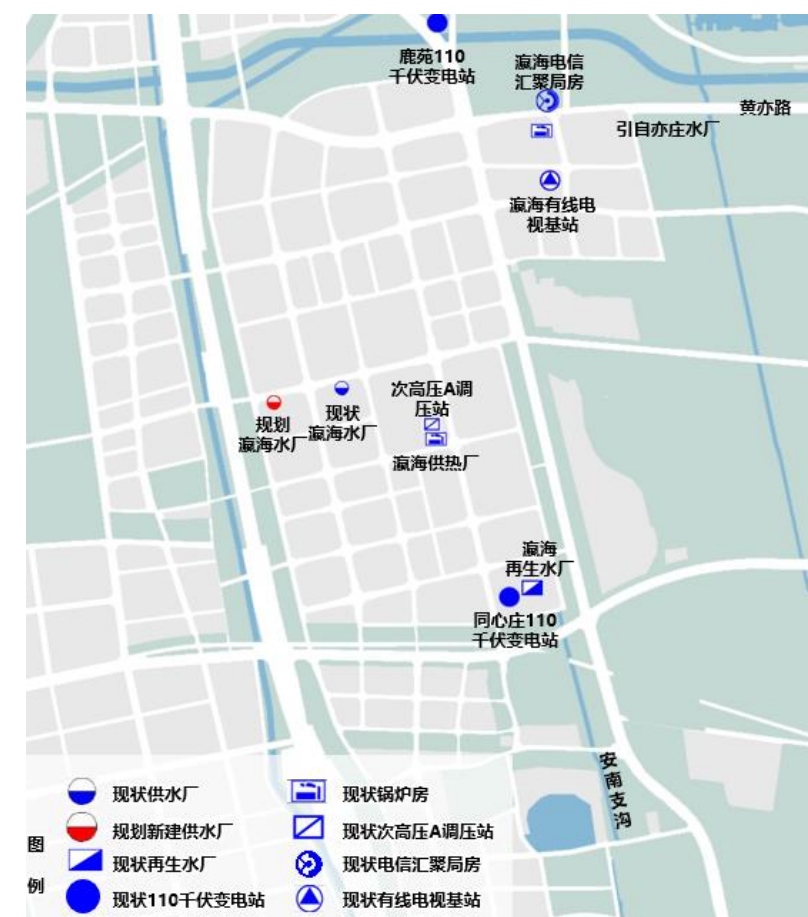 鹿苑110
千伏变电站
瀛海电信
汇聚局房
黄亦路
引自亦庄水厂
瀛海有线电
视基站
次高压A调
压站
规划
瀛海水厂
现状
瀛海水厂
瀛海供热厂
瀛海
再生水厂
同心庄110
千伏变电站
安南支沟
图例
现状供水厂
现状锅炉房
规划新建供水厂
现状次高压A调压站
现状再生水厂
现状电信汇聚局房
现状110千伏变电站
现状有线电视基站